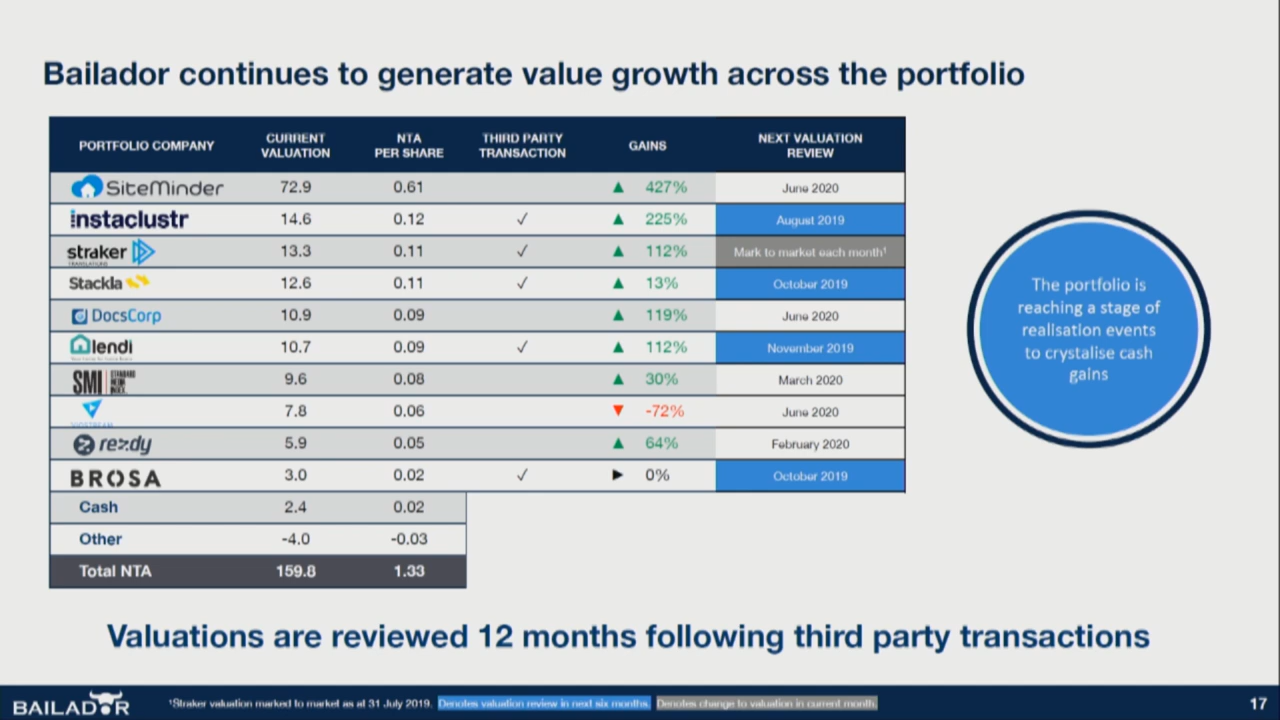 Bailador continues to generate value growth across the portfolio
PORTFOLIO COMPANY CURRENT VALUATION NTA PER SHARE THIRD PARTY TRANSACTION GAINS NEXT VALUATION REVIEW
SiteMinder 72.9 0.61 ▲ 427% June 2020
instaclustr 14.6 0.12 ✓ ▲ 225% August 2019
straker TRANSLATIONS 13.3 0.11 ✓ ▲ 112% Mark to market each month¹
Stackla 12.6 0.11 ✓ ▲ 13% October 2019
DocsCorp 10.9 0.09 ▲ 119% June 2020
lendi 10.7 0.09 ✓ ▲ 112% November 2019
SMI STANDARD MEDIA INDEX 9.6 0.08 ▲ 30% March 2020
VIOSTREAM 7.8 0.06 ▼ -72% June 2020
rezdy 5.9 0.05 ▲ 64% February 2020
BROSA 3.0 0.02 ✓ ► 0% October 2019
Cash 2.4 0.02
Other -4.0 -0.03
Total NTA 159.8 1.33
The portfolio is
reaching a stage of
realisation events
to crystalise cash
gains
Valuations are reviewed 12 months following third party transactions
BAILADOR ¹Straker valuation marked to market as at 31 July 2019. Denotes valuation review in next six months. Denotes change to valuation in current month. 17